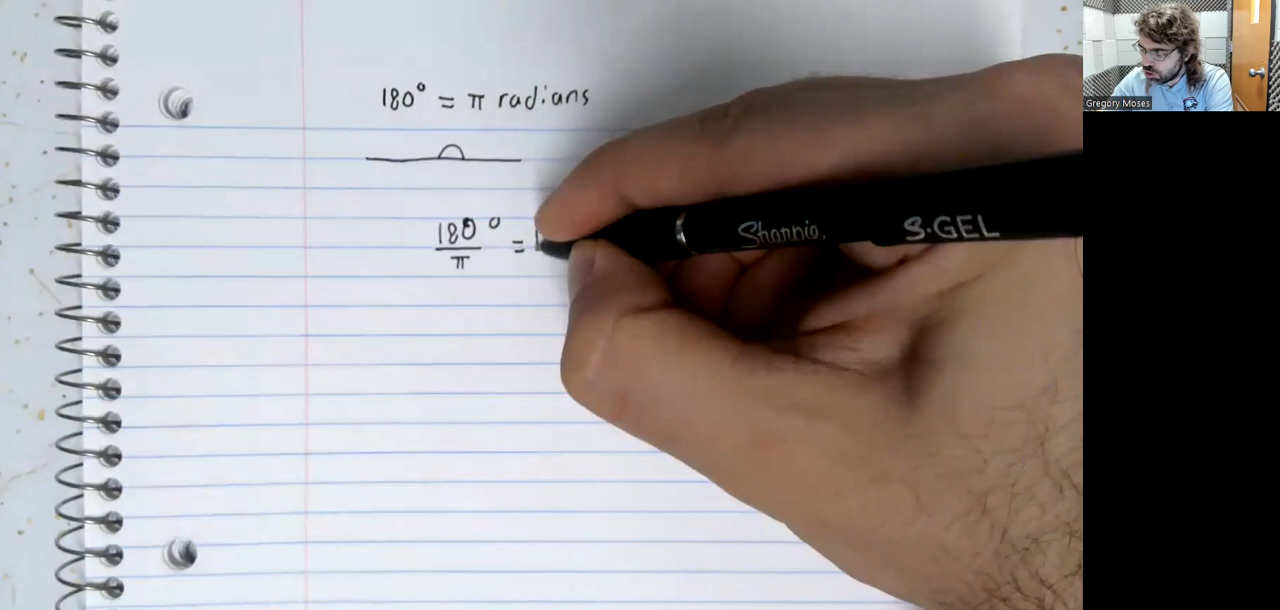 180° = π radians
180°
π
=
Sharpie. S·GEL
Gregory Moses